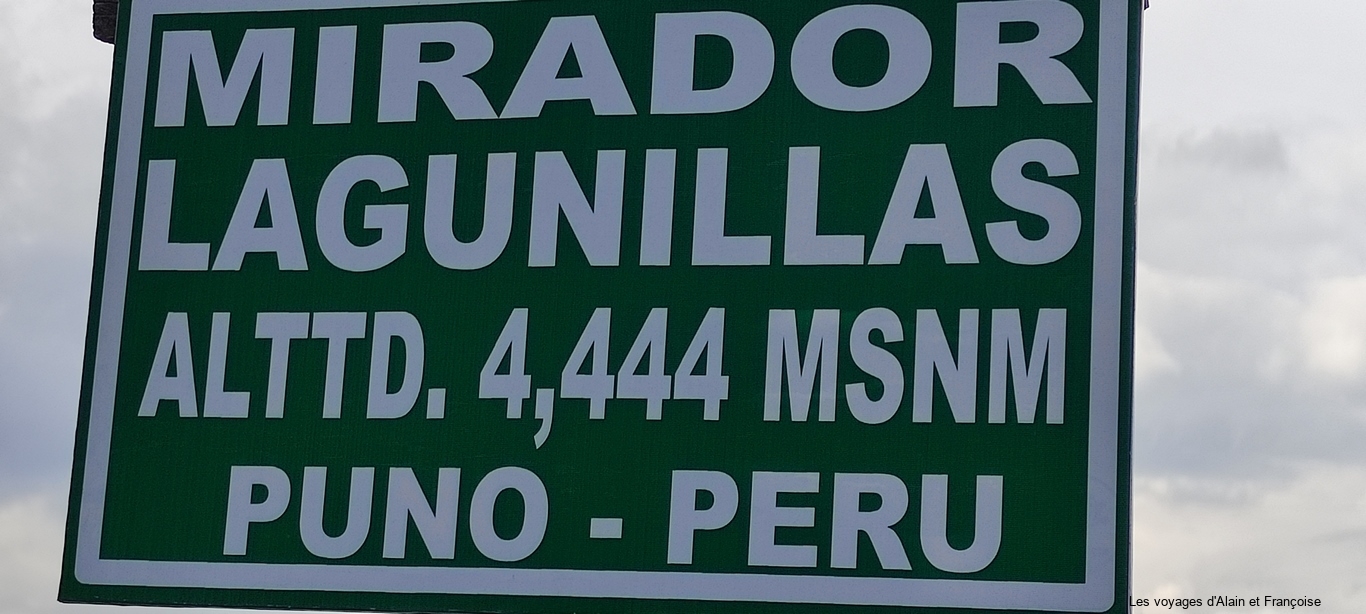 MIRADOR
LAGUNILLAS
ALTTD. 4,444 MSNM
PUNO - PERU
Les voyages d'Alain et Françoise